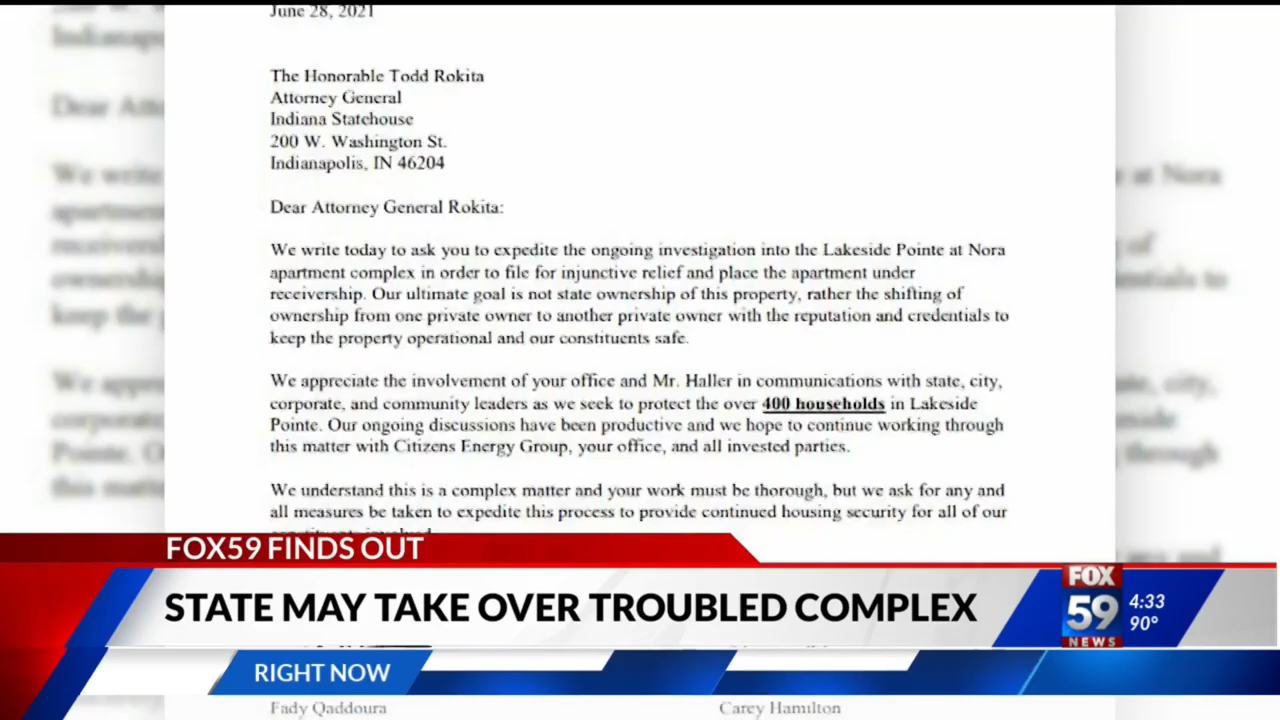 June 28, 2021
The Honorable Todd Rokita
Attorney General
Indiana Statehouse
200 W. Washington St.
Indianapolis, IN 46204
Dear Attorney General Rokita:
We write today to ask you to expedite the ongoing investigation into the Lakeside Pointe at Nora
apartment complex in order to file for injunctive relief and place the apartment under
receivership. Our ultimate goal is not state ownership of this property, rather the shifting of
ownership from one private owner to another private owner with the reputation and credentials to
keep the property operational and our constituents safe.
We appreciate the involvement of your office and Mr. Haller in communications with state, city,
corporate, and community leaders as we seek to protect the over 400 households in Lakeside
Pointe. Our ongoing discussions have been productive and we hope to continue working through
this matter with Citizens Energy Group, your office, and all invested parties.
We understand this is a complex matter and your work must be thorough, but we ask for any and
all measures be taken to expedite this process to provide continued housing security for all of our
FOX59 FINDS OUT
STATE MAY TAKE OVER TROUBLED COMPLEX
FOX
59
NEWS
4:33
90°
RIGHT NOW
Fady Qaddoura
Carey Hamilton